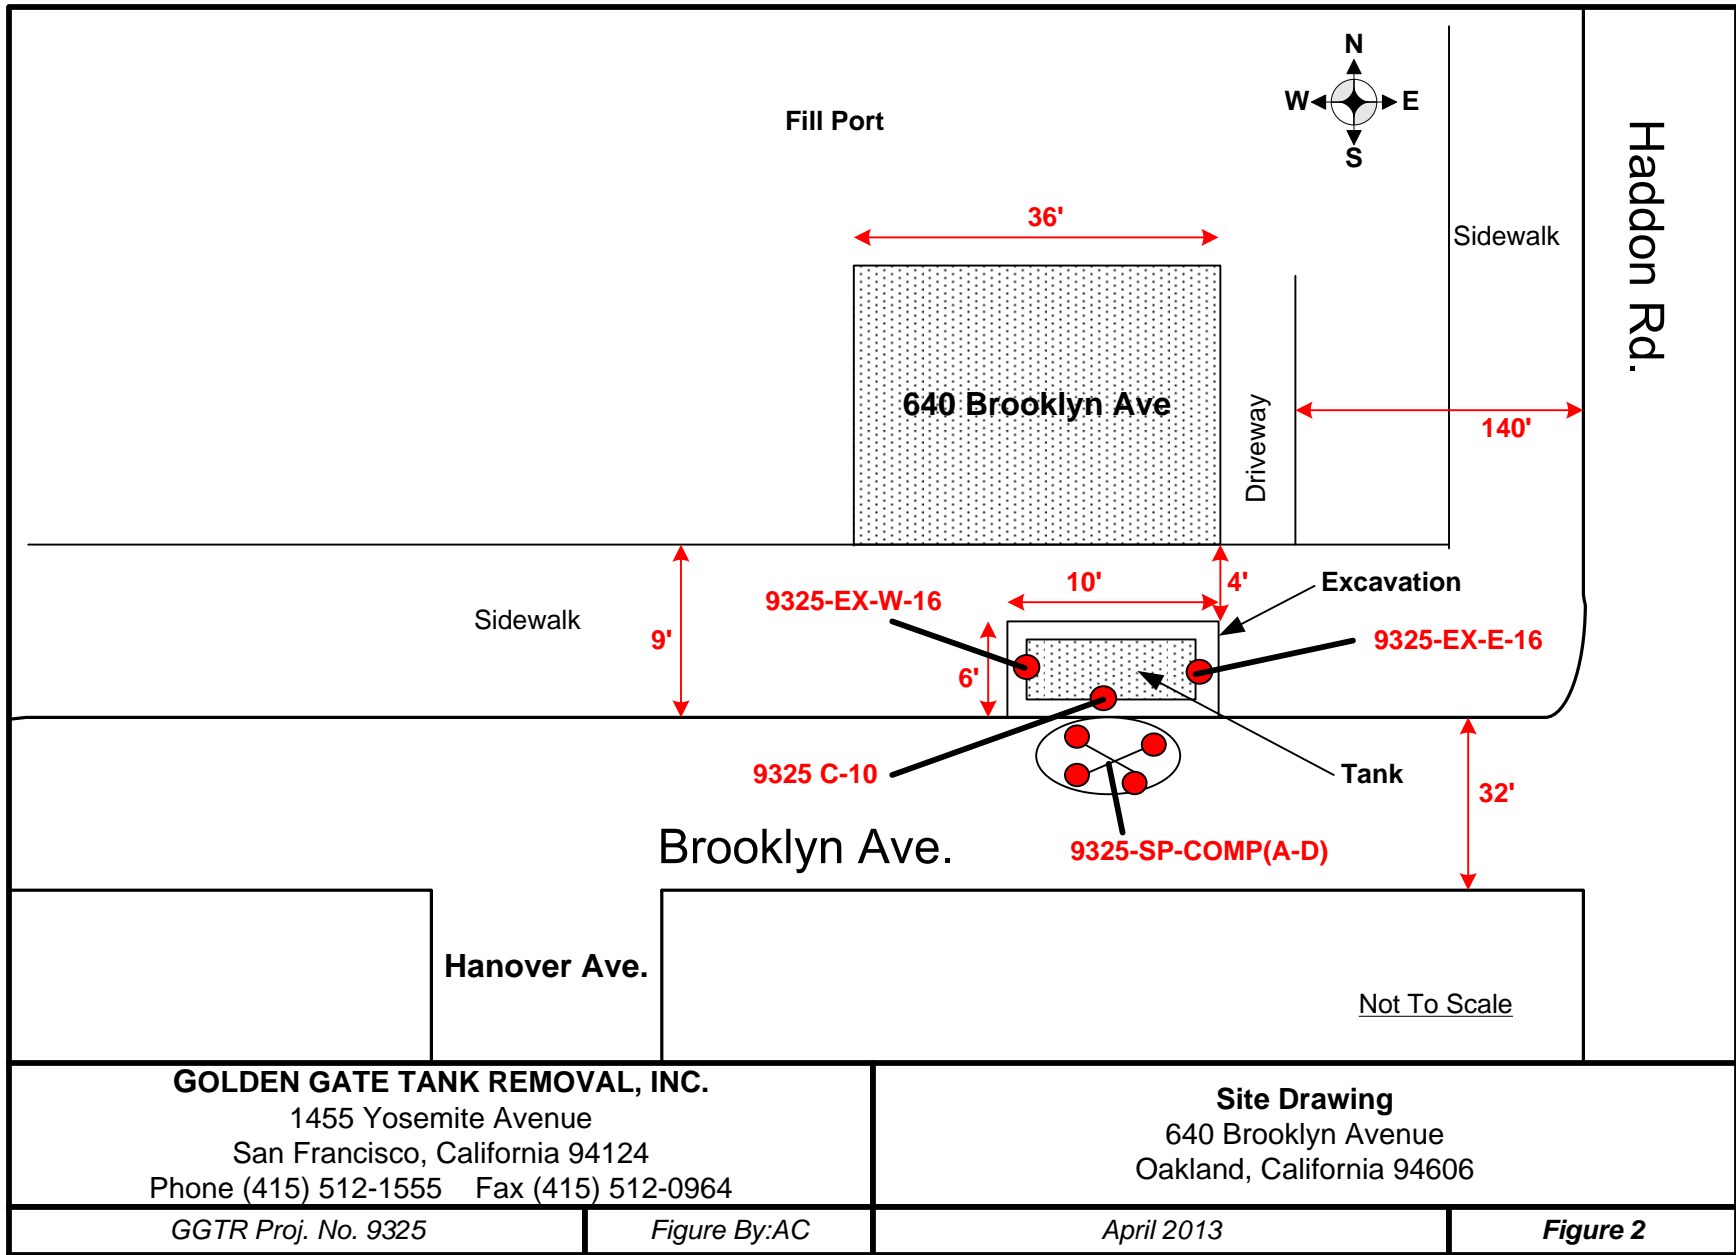 N
W E
S
Fill Port
Haddon Rd.
36'
Sidewalk
640 Brooklyn Ave
Driveway
140'
10'
4'
Excavation
9325-EX-W-16
Sidewalk
9'
6'
9325-EX-E-16
9325 C-10
Tank
32'
Brooklyn Ave.
9325-SP-COMP(A-D)
Hanover Ave.
Not To Scale
GOLDEN GATE TANK REMOVAL, INC.
1455 Yosemite Avenue
San Francisco, California 94124
Phone (415) 512-1555 Fax (415) 512-0964
Site Drawing
640 Brooklyn Avenue
Oakland, California 94606
GGTR Proj. No. 9325
Figure By:AC
April 2013
Figure 2